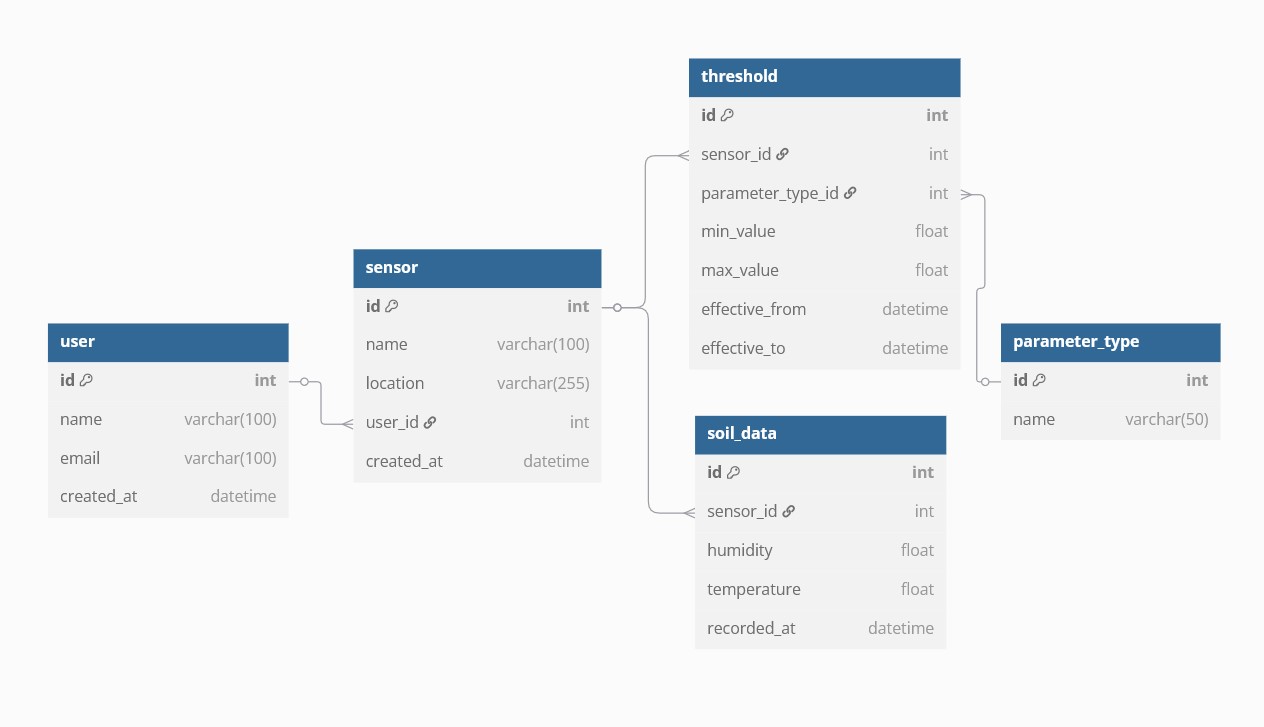 threshold
id int
sensor_id int
parameter_type_id int
min_value float
max_value float
effective_from datetime
effective_to datetime
sensor
id int
name varchar(100)
location varchar(255)
user_id int
created_at datetime
user
id int
name varchar(100)
email varchar(100)
created_at datetime
parameter_type
id int
name varchar(50)
soil_data
id int
sensor_id int
humidity float
temperature float
recorded_at datetime